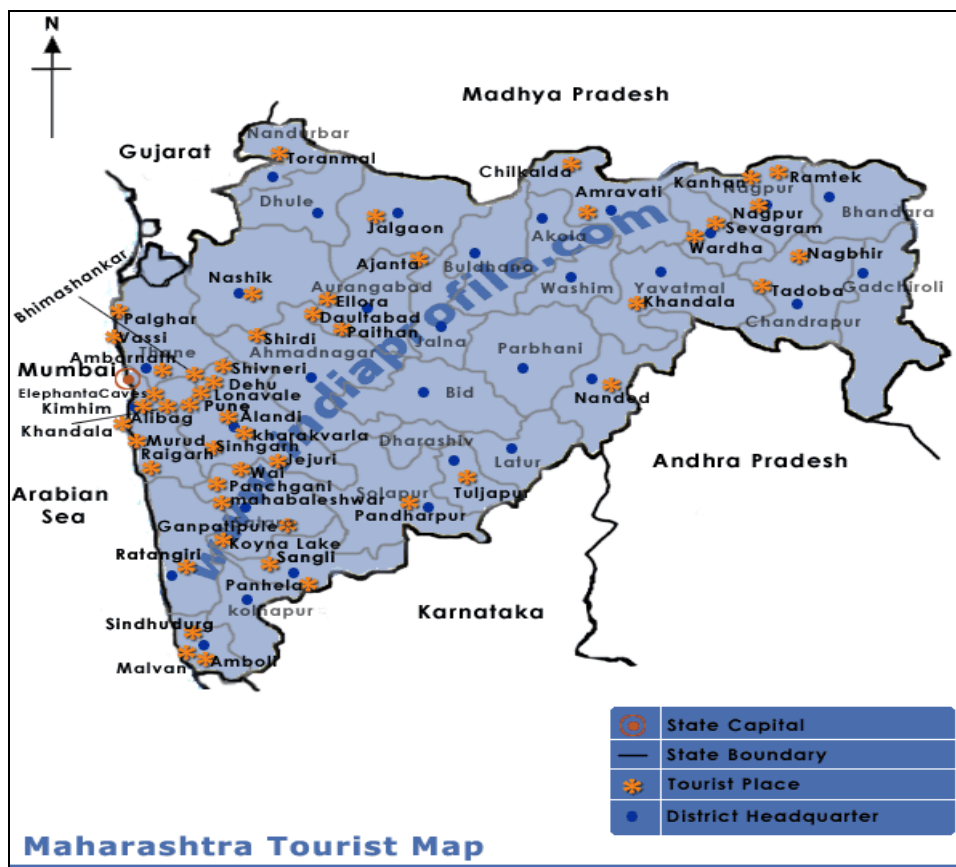 N
Madhya Pradesh
Gujarat
Nandurbar
Toranmal
Chilkalda
Kanhan
Ramtek
Nagpur
Amravati
Dhule
Bhandara
Jalgaon
Akola
Nagpur
Sevagram
Wardha
Ajanta
Buldhana
Nagbhir
Bhimashankar
Nashik
Aurangabad
Washim
Yavatmal
Tadoba
Gadchiroli
Ellora
Khandala
Palghar
Daultabad
Chandrapur
Paithan
Vassi
Shirdi
Jalna
Thane
Ahmadnagar
Parbhani
Ambarnath
Mumbai
Shivneri
Dehu
ElephantaCaves
Lonavale
Nanded
Bid
Kimhim
Pune
Alibag
Alandi
Khandala
kharakvarla
Murud
Sinhgarh
Dharashiv
Raigarh
Jejuri
Latur
Andhra Pradesh
Wai
Arabian
Sea
Panchgani
Solapur
Tuljapur
mahabaleshwar
Pandharpur
Satara
Ganpatipule
Koyna Lake
Ratangiri
Sangli
Panhela
kolhapur
Karnataka
Sindhudurg
Malvan
Amboli
www.indiaprofile.com
State Capital
State Boundary
Tourist Place
District Headquarter
Maharashtra Tourist Map